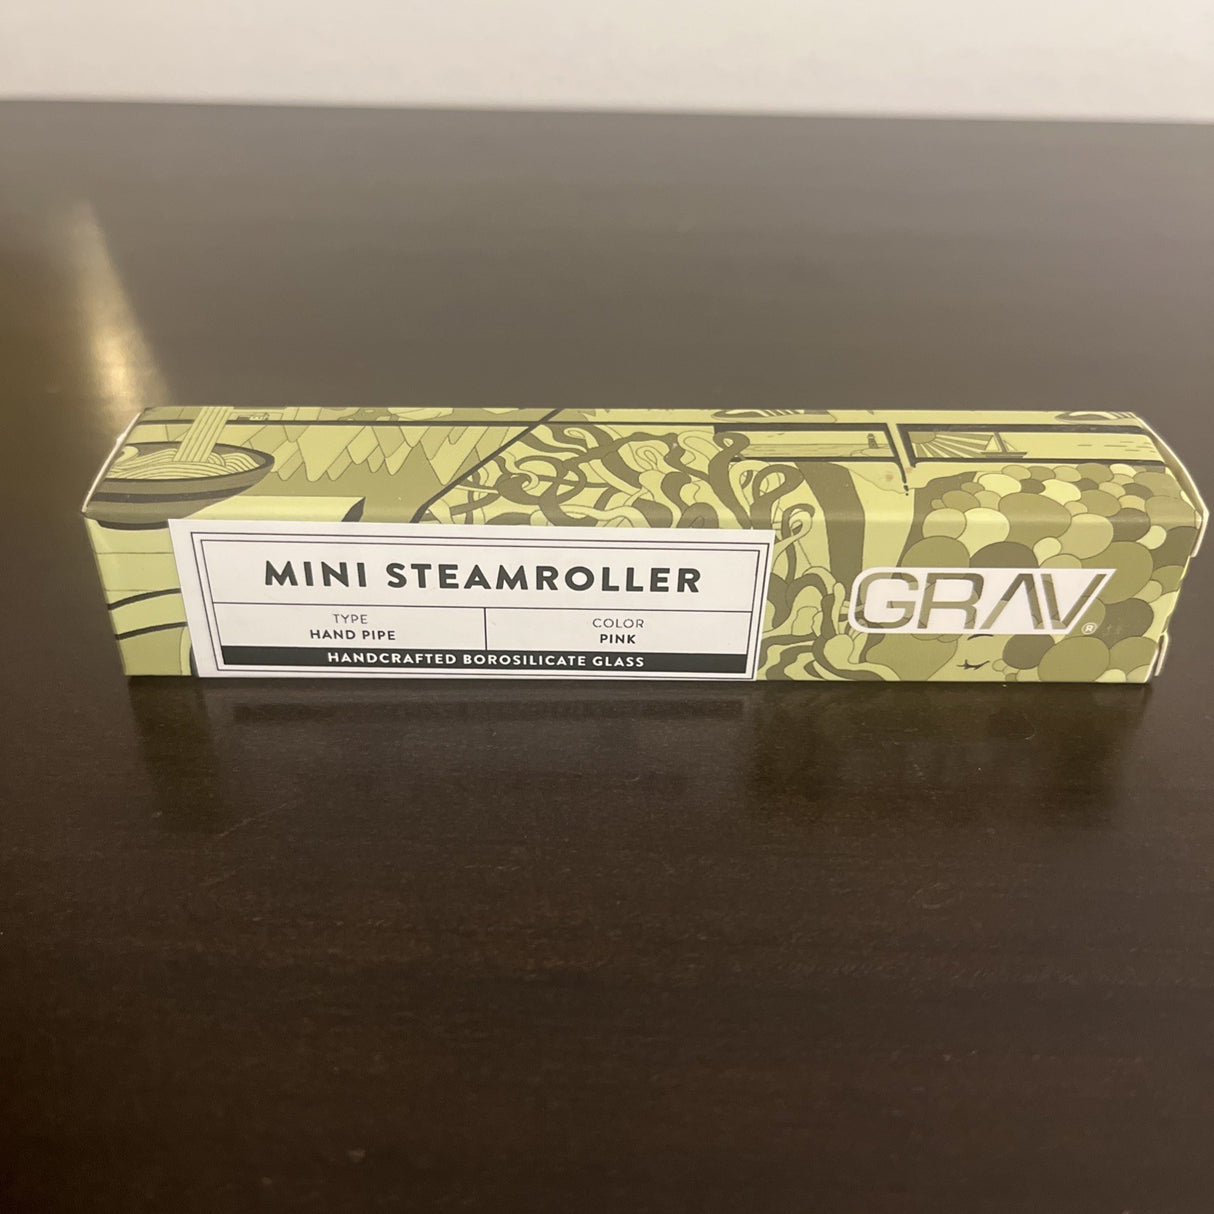 MINI STEAMROLLER
TYPE
HAND PIPE
COLOR
PINK
HANDCRAFTED BOROSILICATE GLASS
GRAV®